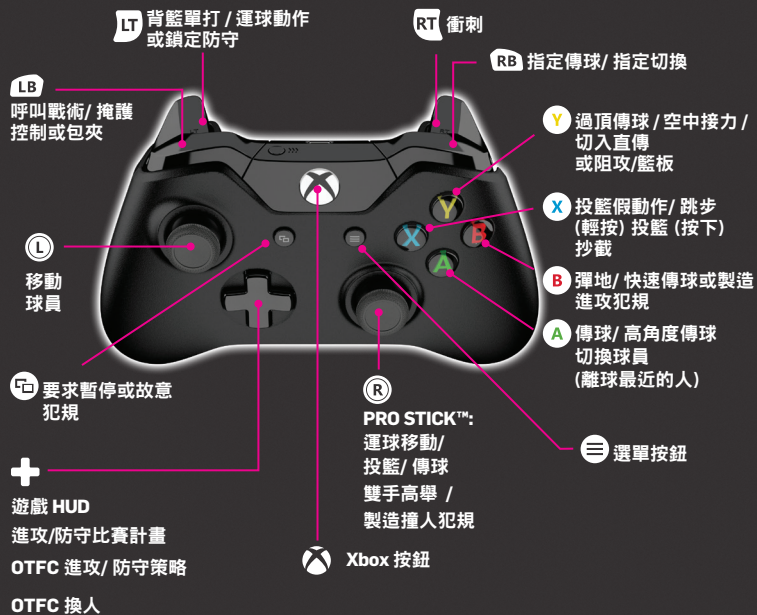 LT 背籃單打 / 運球動作
或鎖定防守
RT 衝刺
LB
呼叫戰術/ 掩護
控制或包夾
RB 指定傳球/ 指定切換
Y 過頂傳球 / 空中接力 /
切入直傳
或阻攻/籃板
X 投籃假動作/ 跳步
(輕按) 投籃 (按下)
抄截
B 彈地/ 快速傳球或製造
進攻犯規
A 傳球/ 高角度傳球
切換球員
(離球最近的人)
L
移動
球員
Y
X
B
A
要求暫停或故意
犯規
R
PRO STICK™:
運球移動/
投籃/ 傳球
雙手高舉 /
製造撞人犯規
選單按鈕
遊戲 HUD
進攻/防守比賽計畫
OTFC 進攻/ 防守策略
OTFC 換人
Xbox 按鈕